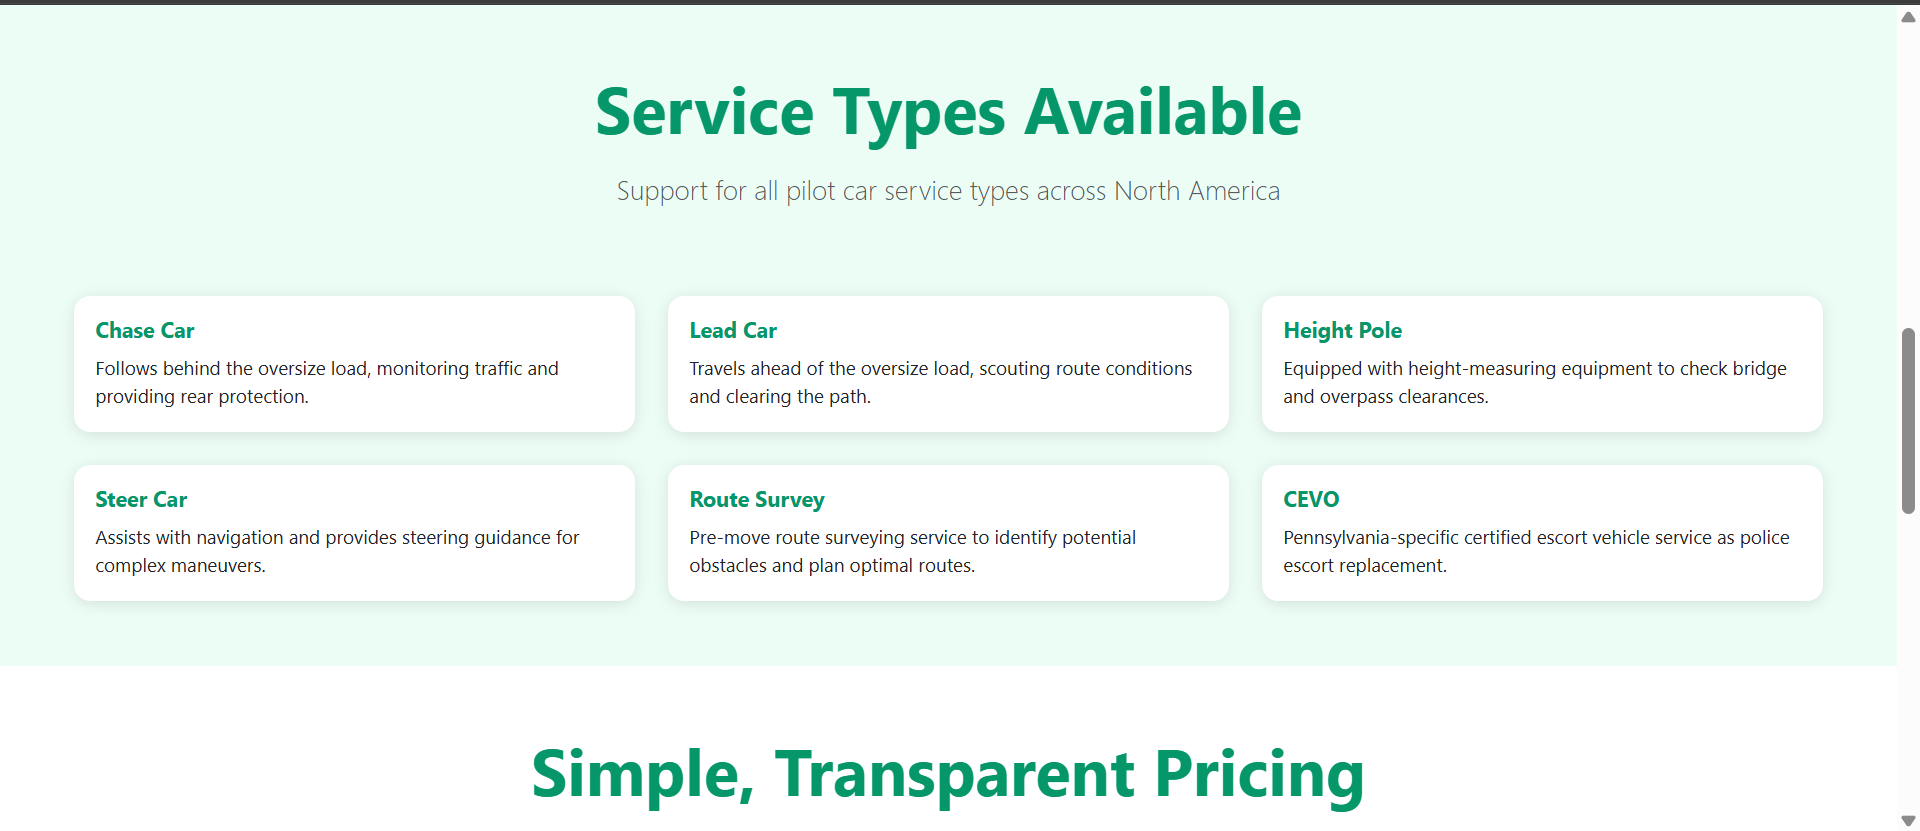 Service Types Available
Support for all pilot car service types across North America
Chase Car
Follows behind the oversize load, monitoring traffic and
providing rear protection.
Lead Car
Travels ahead of the oversize load, scouting route conditions
and clearing the path.
Height Pole
Equipped with height-measuring equipment to check bridge
and overpass clearances.
Steer Car
Assists with navigation and provides steering guidance for
complex maneuvers.
Route Survey
Pre-move route surveying service to identify potential
obstacles and plan optimal routes.
CEVO
Pennsylvania-specific certified escort vehicle service as police
escort replacement.
Simple, Transparent Pricing